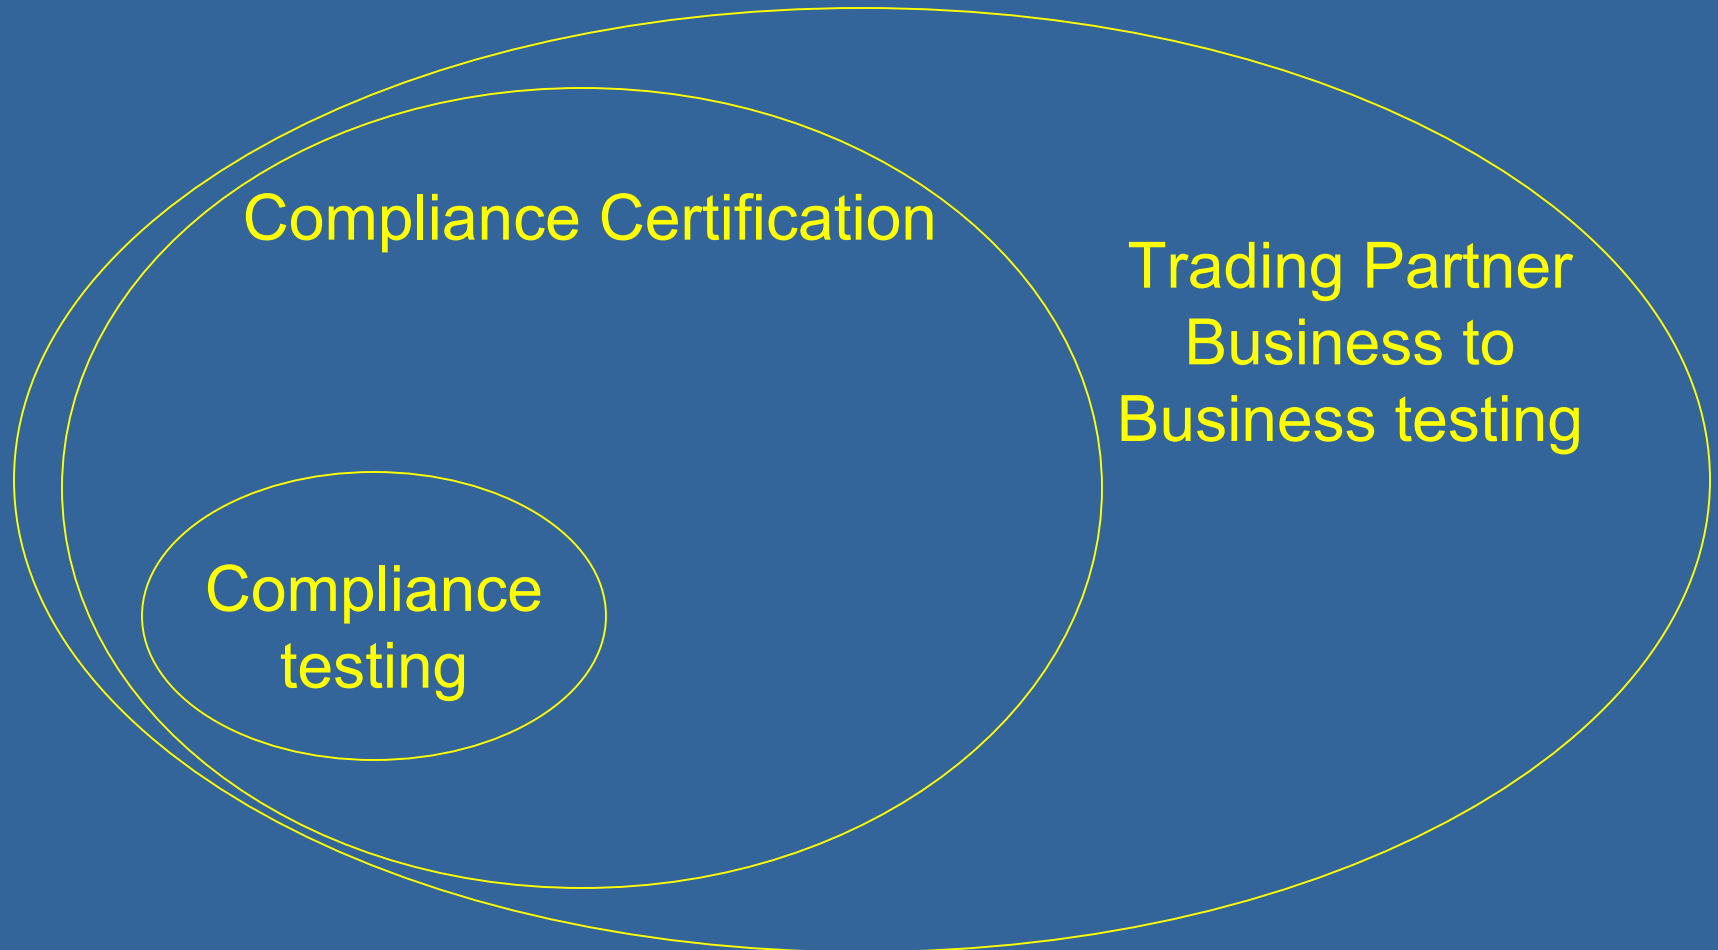 Compliance Certification
Trading Partner
Business to
Business testing
Compliance
testing